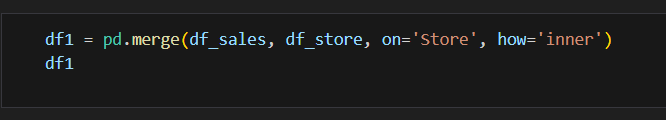 df1 = pd.merge(df_sales, df_store, on='Store', how='inner')
df1